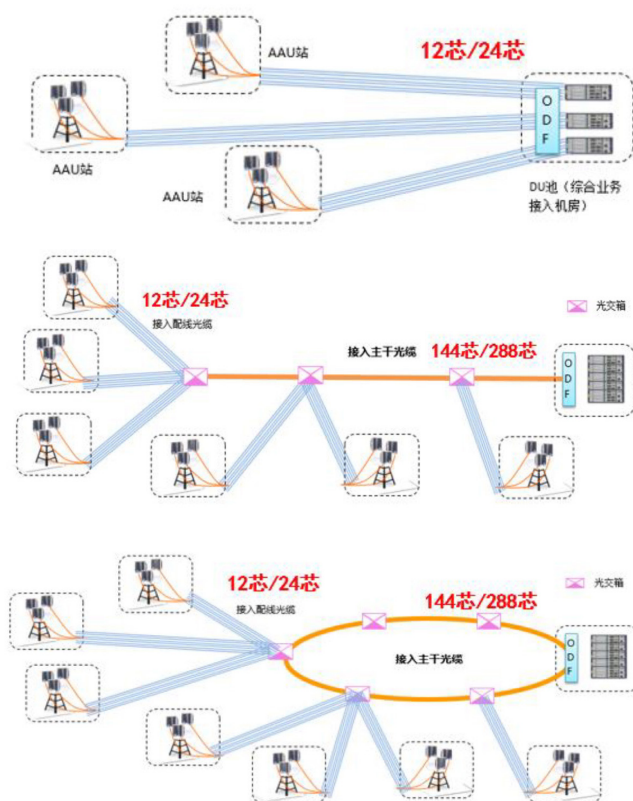 AAU站
12芯/24芯
AAU站
AAU站
O
D
F
DU池（综合业务
接入机房）
12芯/24芯
接入配线光缆
光交箱
接入主干光缆
144芯/288芯
O
D
F
12芯/24芯
接入配线光缆
光交箱
144芯/288芯
接入主干光缆
O
D
F